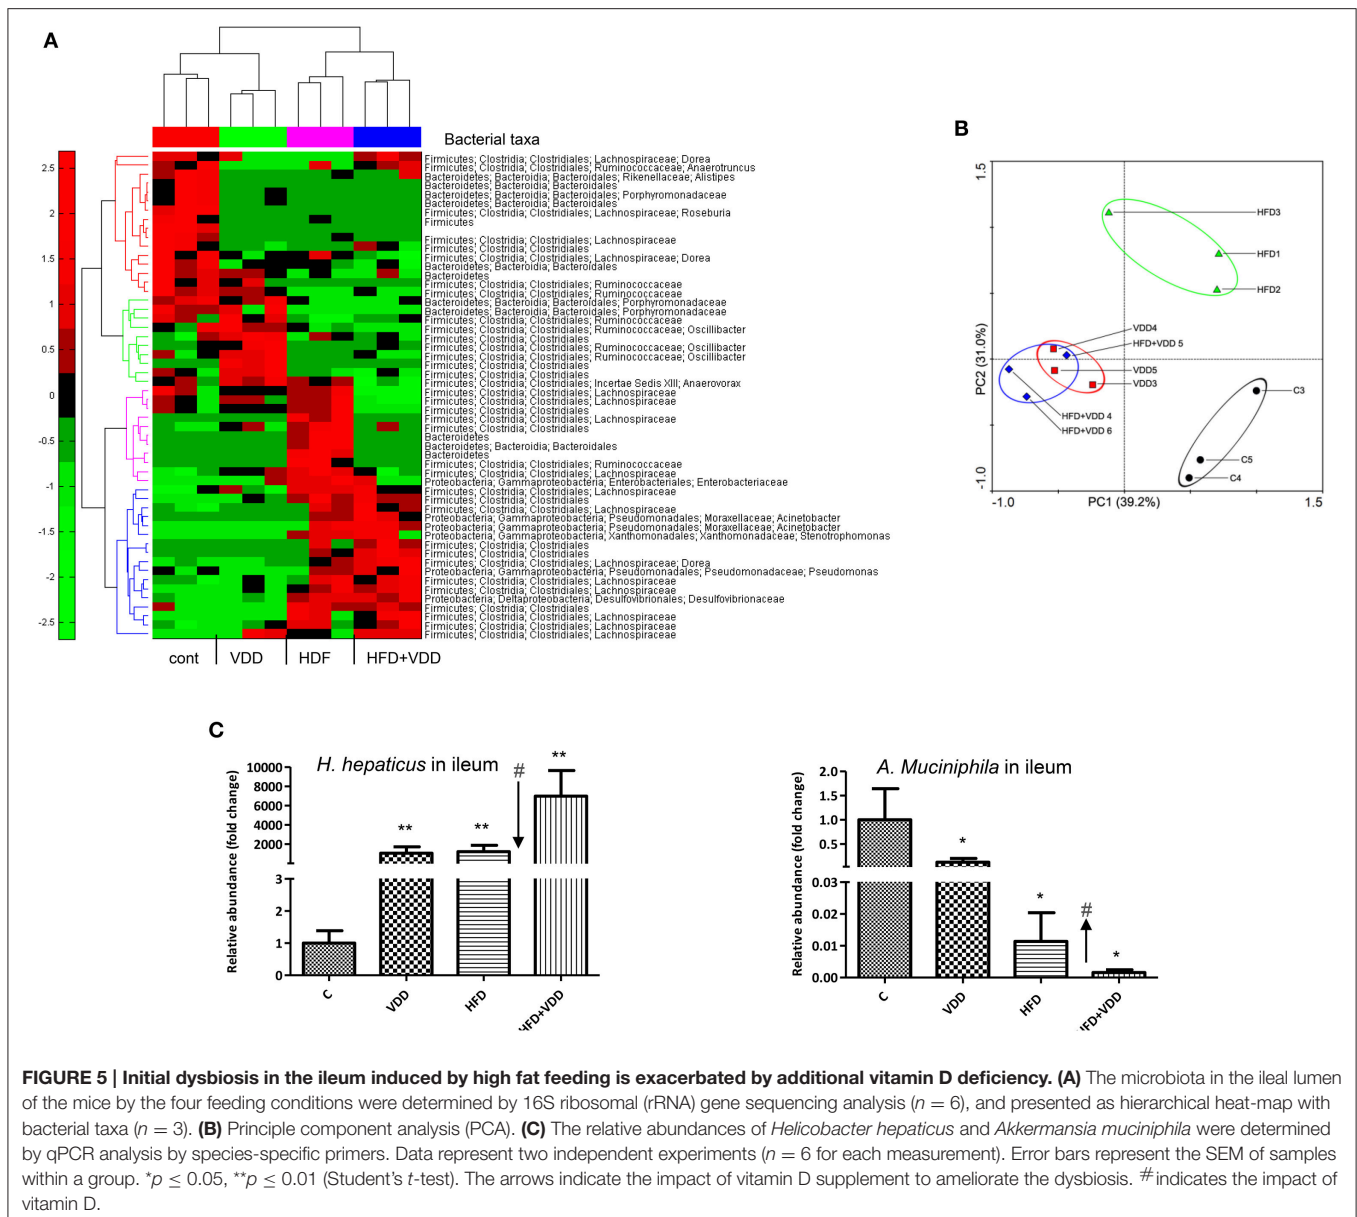 A
Bacterial taxa
2.5
2
1.5
1
0.5
0
-0.5
-1
-1.5
-2
-2.5
Firmicutes; Clostridia; Clostridiales; Lachnospiraceae; Dorea
Firmicutes; Clostridia; Clostridiales; Ruminococcaceae; Anaerotruncus
Bacteroidetes; Bacteroidia; Bacteroidales; Rikenellaceae; Alistipes
Bacteroidetes; Bacteroidia; Bacteroidales
Bacteroidetes; Bacteroidia; Bacteroidales; Porphyromonadaceae
Bacteroidetes; Bacteroidia; Bacteroidales
Firmicutes; Clostridia; Clostridiales; Lachnospiraceae; Roseburia
Firmicutes
Firmicutes; Clostridia; Clostridiales; Lachnospiraceae
Firmicutes; Clostridia; Clostridiales
Firmicutes; Clostridia; Clostridiales; Lachnospiraceae; Dorea
Bacteroidetes; Bacteroidia; Bacteroidales
Bacteroidetes
Firmicutes; Clostridia; Clostridiales; Ruminococcaceae
Firmicutes; Clostridia; Clostridiales; Ruminococcaceae
Bacteroidetes; Bacteroidia; Bacteroidales; Porphyromonadaceae
Bacteroidetes; Bacteroidia; Bacteroidales; Porphyromonadaceae
Firmicutes; Clostridia; Clostridiales; Ruminococcaceae
Firmicutes; Clostridia; Clostridiales; Ruminococcaceae; Oscillibacter
Firmicutes; Clostridia; Clostridiales
Firmicutes; Clostridia; Clostridiales; Ruminococcaceae; Oscillibacter
Firmicutes; Clostridia; Clostridiales; Ruminococcaceae; Oscillibacter
Firmicutes; Clostridia; Clostridiales
Firmicutes; Clostridia; Clostridiales
Firmicutes; Clostridia; Clostridiales; Incertae Sedis XIII; Anaerovorax
Firmicutes; Clostridia; Clostridiales
Firmicutes; Clostridia; Clostridiales
Firmicutes; Clostridia; Clostridiales
Firmicutes; Clostridia; Clostridiales; Lachnospiraceae
Firmicutes; Clostridia; Clostridiales
Bacteroidetes
Bacteroidetes; Bacteroidia; Bacteroidales
Bacteroidetes
Firmicutes; Clostridia; Clostridiales; Ruminococcaceae
Firmicutes; Clostridia; Clostridiales; Lachnospiraceae
Proteobacteria; Gammaproteobacteria; Enterobacteriales; Enterobacteriaceae
Firmicutes; Clostridia; Clostridiales; Lachnospiraceae
Firmicutes; Clostridia; Clostridiales
Firmicutes; Clostridia; Clostridiales; Lachnospiraceae
Proteobacteria; Gammaproteobacteria; Pseudomonadales; Moraxellaceae; Acinetobacter
Proteobacteria; Gammaproteobacteria; Pseudomonadales; Moraxellaceae; Acinetobacter
Proteobacteria; Gammaproteobacteria; Xanthomonadales; Xanthomonadaceae; Stenotrophomonas
Firmicutes; Clostridia; Clostridiales
Firmicutes; Clostridia; Clostridiales
Firmicutes; Clostridia; Clostridiales; Lachnospiraceae; Dorea
Proteobacteria; Gammaproteobacteria; Pseudomonadales; Pseudomonadaceae; Pseudomonas
Firmicutes; Clostridia; Clostridiales; Lachnospiraceae
Firmicutes; Clostridia; Clostridiales; Lachnospiraceae
Proteobacteria; Deltaproteobacteria; Desulfovibrionales; Desulfovibrionaceae
Firmicutes; Clostridia; Clostridiales
Firmicutes; Clostridia; Clostridiales; Lachnospiraceae
Firmicutes; Clostridia; Clostridiales; Lachnospiraceae
Firmicutes; Clostridia; Clostridiales; Lachnospiraceae
cont VDD HDF HFD+VDD
B
1.5
HFD3
HFD1
HFD2
VDD4
HFD+VDD 5
VDD5
VDD3
C3
HFD+VDD 4
HFD+VDD 6
C5
C4
PC2 (31.0%)
-1.0
-1.0 PC1 (39.2%) 1.5
C
H. hepaticus in ileum
Relative abundance (fold change)
10000
8000
6000
4000
2000
3
2
1
0
** ** # **
C VDD HFD HFD+VDD
A. Muciniphila in ileum
Relative abundance (fold change)
2.0
1.5
1.0
0.5
0.03
0.02
0.01
0.00
* * # *
C VDD HFD HFD+VDD
FIGURE 5 | Initial dysbiosis in the ileum induced by high fat feeding is exacerbated by additional vitamin D deficiency. (A) The microbiota in the ileal lumen
of the mice by the four feeding conditions were determined by 16S ribosomal (rRNA) gene sequencing analysis (n = 6), and presented as hierarchical heat-map with
bacterial taxa (n = 3). (B) Principle component analysis (PCA). (C) The relative abundances of Helicobacter hepaticus and Akkermansia muciniphila were determined
by qPCR analysis by species-specific primers. Data represent two independent experiments (n = 6 for each measurement). Error bars represent the SEM of samples
within a group. *p ≤ 0.05, **p ≤ 0.01 (Student's t-test). The arrows indicate the impact of vitamin D supplement to ameliorate the dysbiosis. #indicates the impact of
vitamin D.